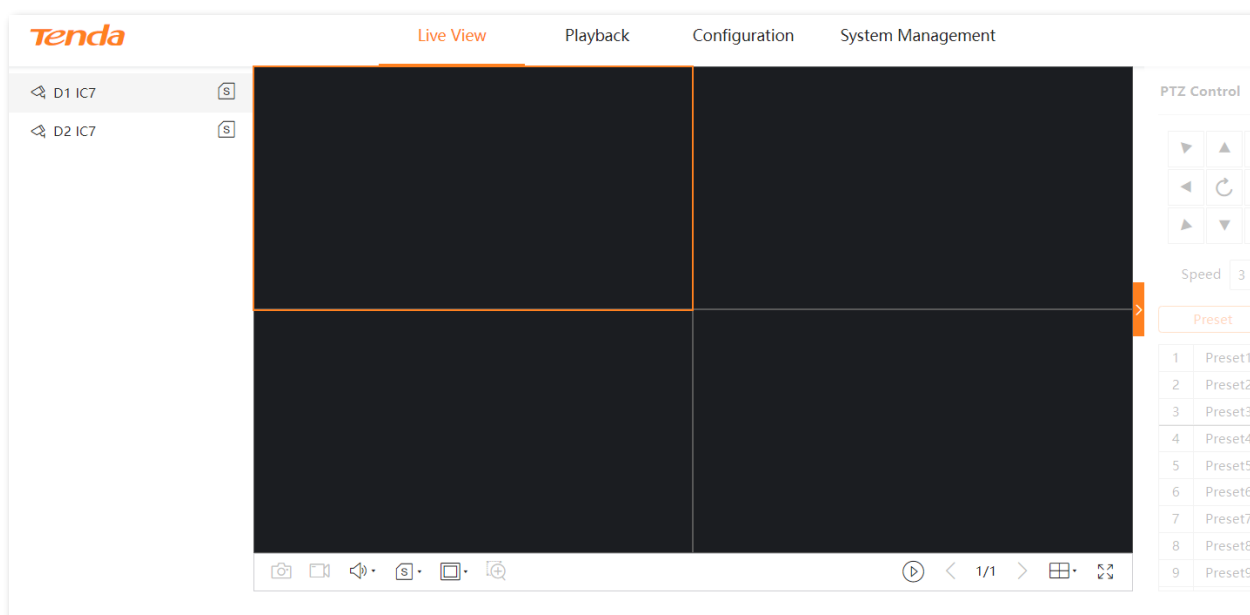 Tenda
Live View Playback Configuration System Management
D1 IC7 S
D2 IC7 S
PTZ Control
Speed 3
Preset
1 Preset1
2 Preset2
3 Preset3
4 Preset4
5 Preset5
6 Preset6
7 Preset7
8 Preset8
9 Preset9
S 1/1